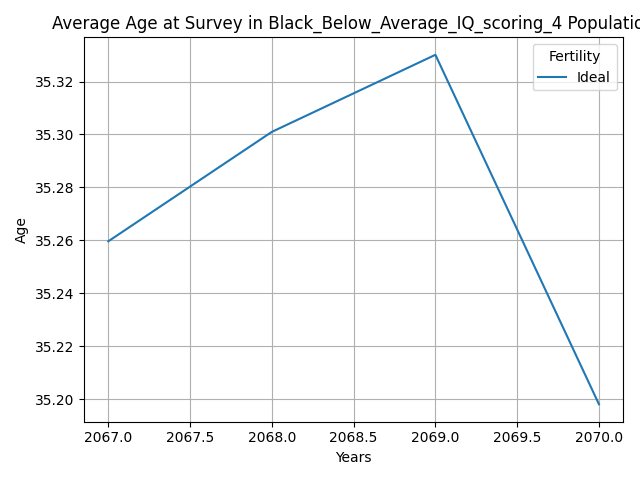 Average Age at Survey in Black_Below_Average_IQ_scoring_4 Populatio
Fertility
Ideal
35.32
35.30
35.28
35.26
35.24
35.22
35.20
Age
2067.0 2067.5 2068.0 2068.5 2069.0 2069.5 2070.0
Years